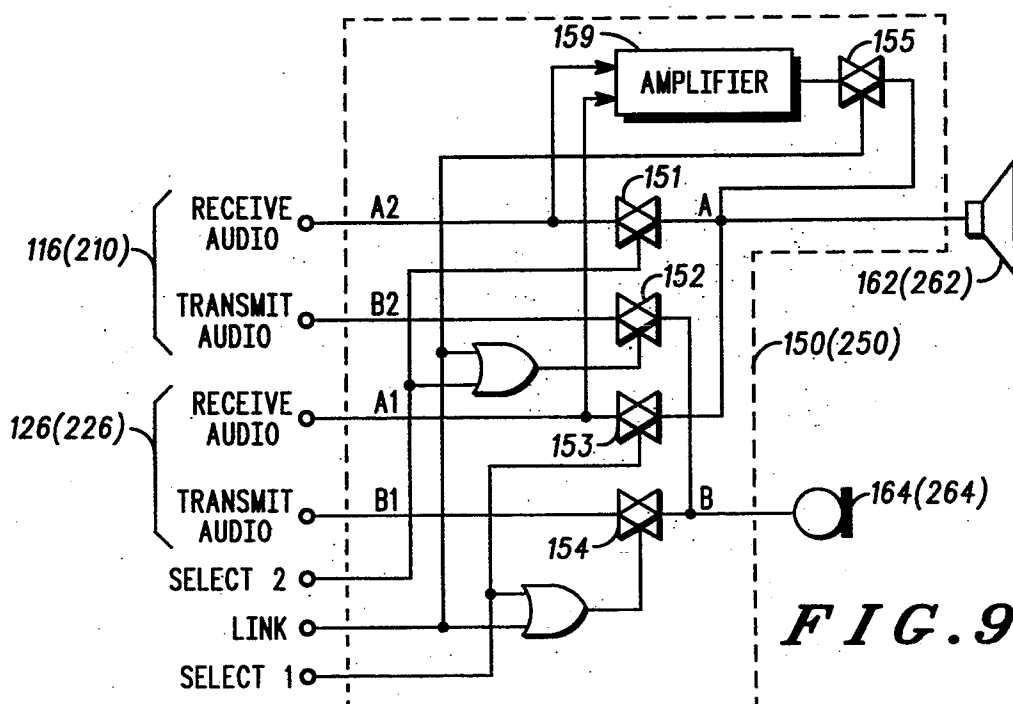 159
155
AMPLIFIER
151
RECEIVE
AUDIO
A2
A
116(210)
162(262)
152
TRANSMIT
AUDIO
B2
150(250)
RECEIVE
AUDIO
A1
126(226)
153
TRANSMIT
AUDIO
B1
B
164(264)
154
SELECT 2
LINK
FIG.9
SELECT 1